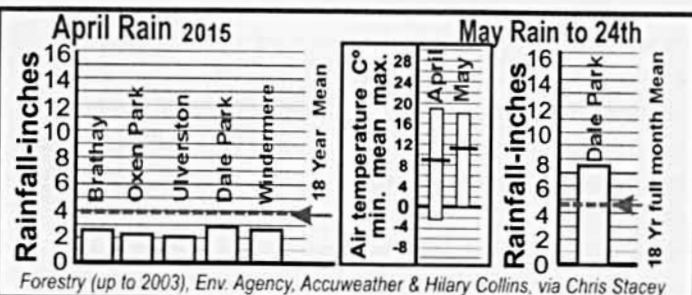 April Rain 2015
Rainfall-inches
16
14
12
10
8
6
4
2
0
Brathay
Oxen Park
Ulverston
Dale Park
Windermere
18 Year Mean
Air temperature C°
min. mean max.
28
24
20
16
12
8
4
0
-4
-8
April
May
May Rain to 24th
Rainfall-inches
16
14
12
10
8
6
4
2
0
Dale Park
18 Yr full month Mean
Forestry (up to 2003), Env. Agency, Accuweather & Hilary Collins, via Chris Stacey